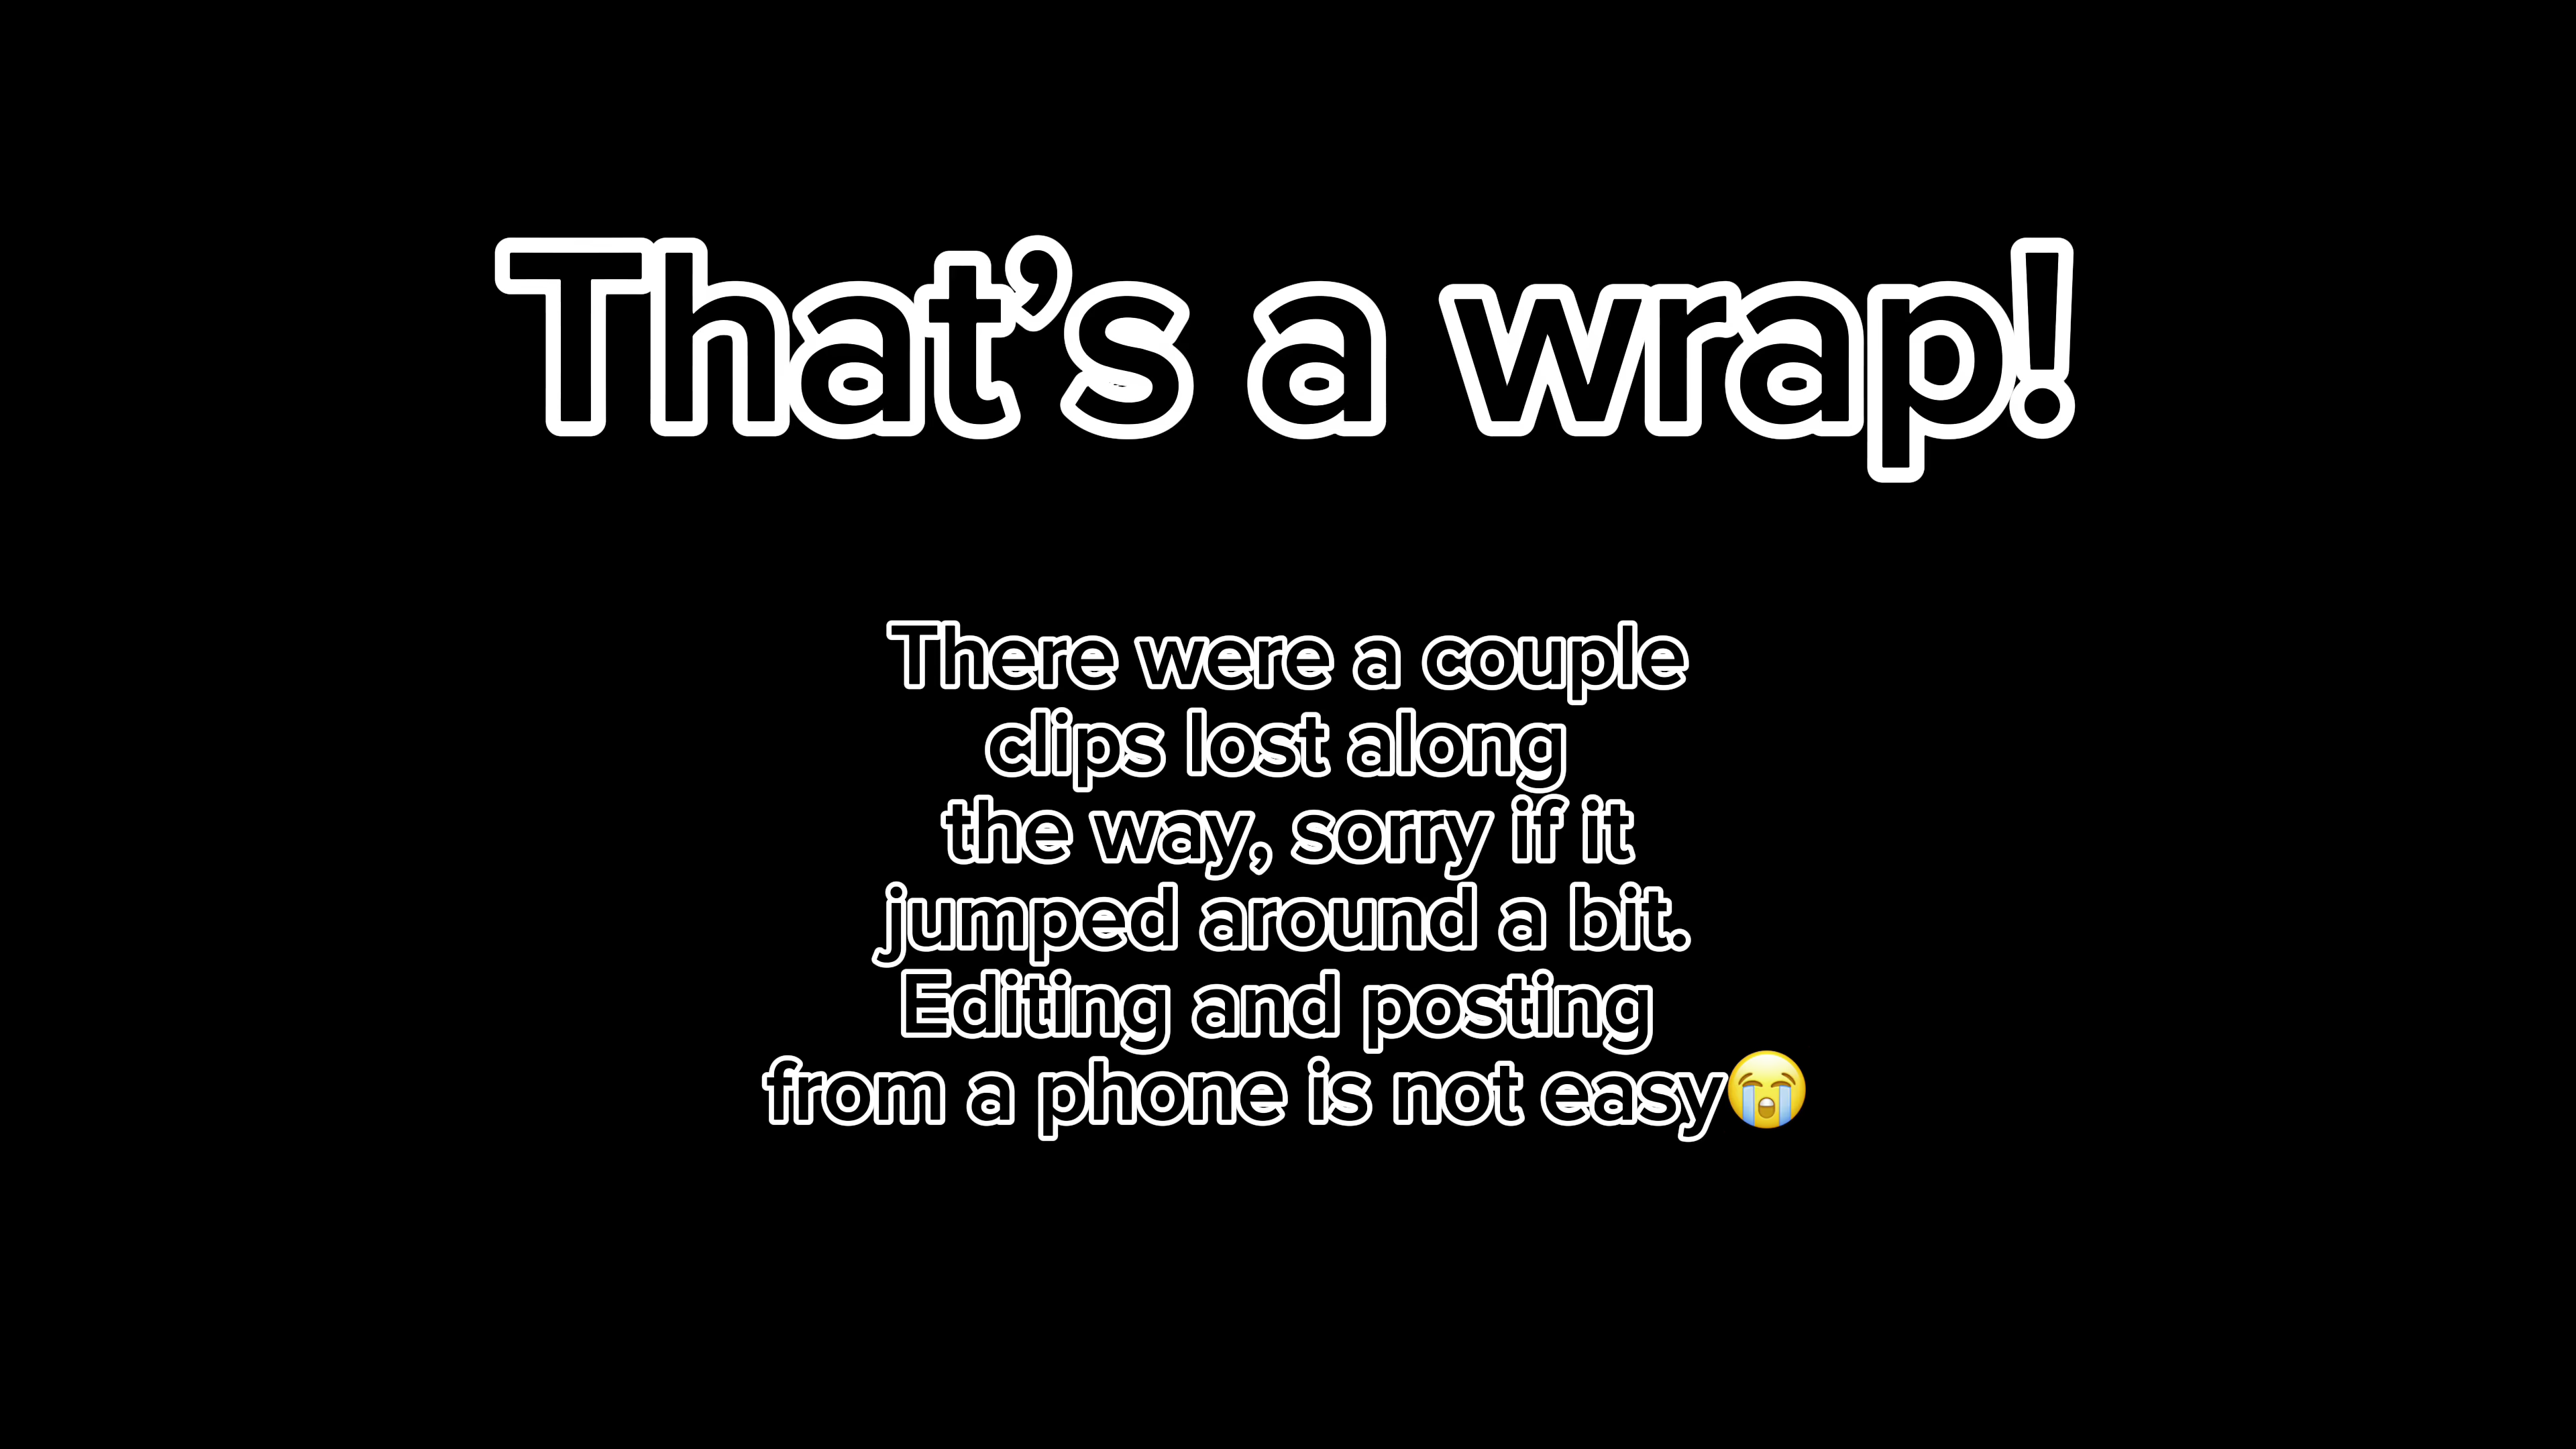 That’s a wrap!
There were a couple
clips lost along
the way, sorry if it
jumped around a bit.
Editing and posting
from a phone is not easy😭